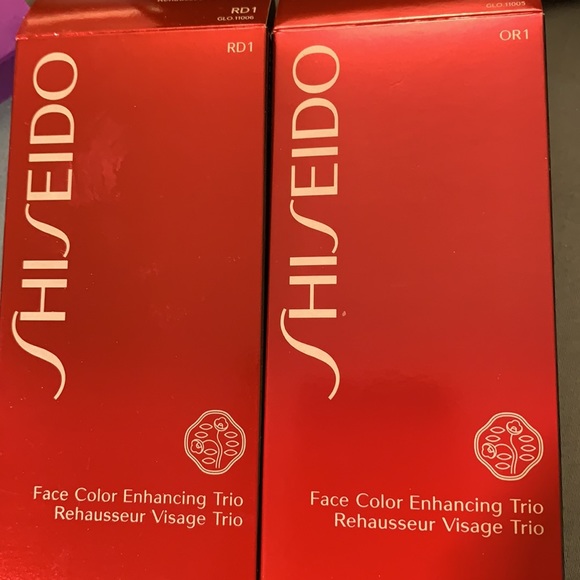 RD1
GLO.11006
RD1
SHISEIDO
Face Color Enhancing Trio
Rehausseur Visage Trio
GLO.11005
OR1
SHISEIDO
Face Color Enhancing Trio
Rehausseur Visage Trio